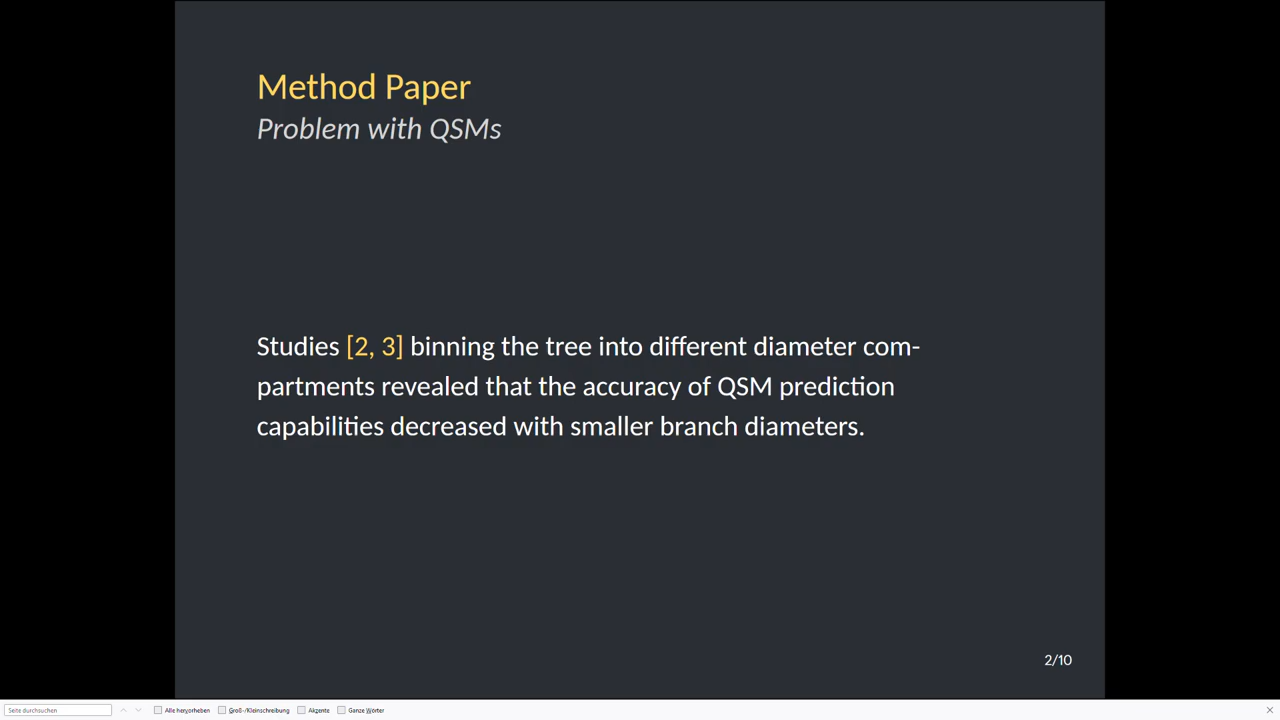 Method Paper
Problem with QSMs
Studies [2, 3] binning the tree into different diameter com-
partments revealed that the accuracy of QSM prediction
capabilities decreased with smaller branch diameters.
2/10
Seite durchsuchen Alle hervorheben Groß-/Kleinschreibung Akzente Ganze Wörter